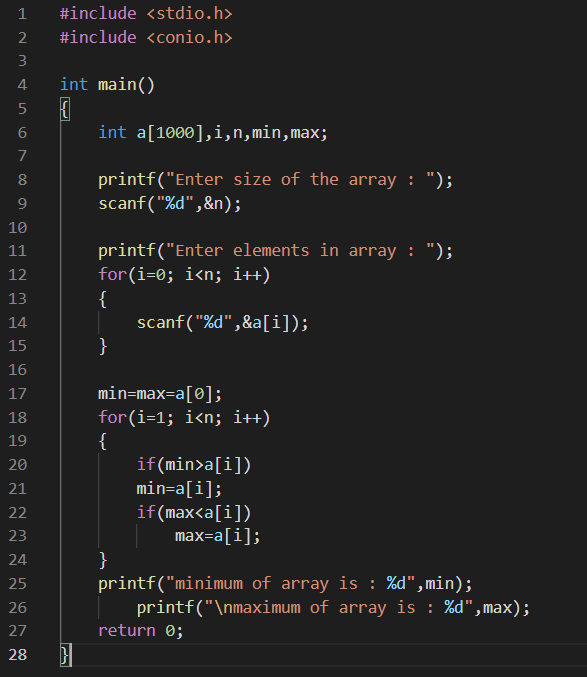 1 #include <stdio.h>
2 #include <conio.h>
3
4 int main()
5 {
6     int a[1000],i,n,min,max;
7
8     printf("Enter size of the array : ");
9     scanf("%d",&n);
10
11     printf("Enter elements in array : ");
12     for(i=0; i<n; i++)
13     {
14         scanf("%d",&a[i]);
15     }
16
17     min=max=a[0];
18     for(i=1; i<n; i++)
19     {
20         if(min>a[i])
21         min=a[i];
22         if(max<a[i])
23             max=a[i];
24     }
25     printf("minimum of array is : %d",min);
26         printf("\nmaximum of array is : %d",max);
27     return 0;
28 }